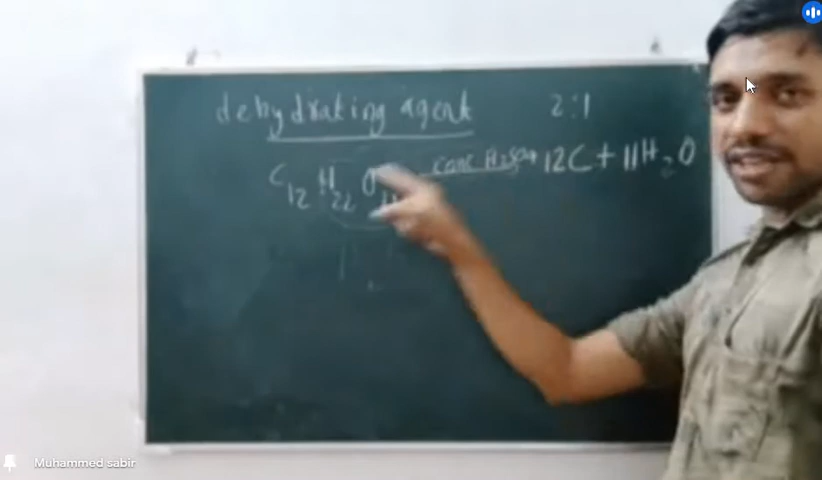 dehydrating agent 2:1
C12H22O11 conc H2SO4 12C + 11H2O
Muhammed sabir